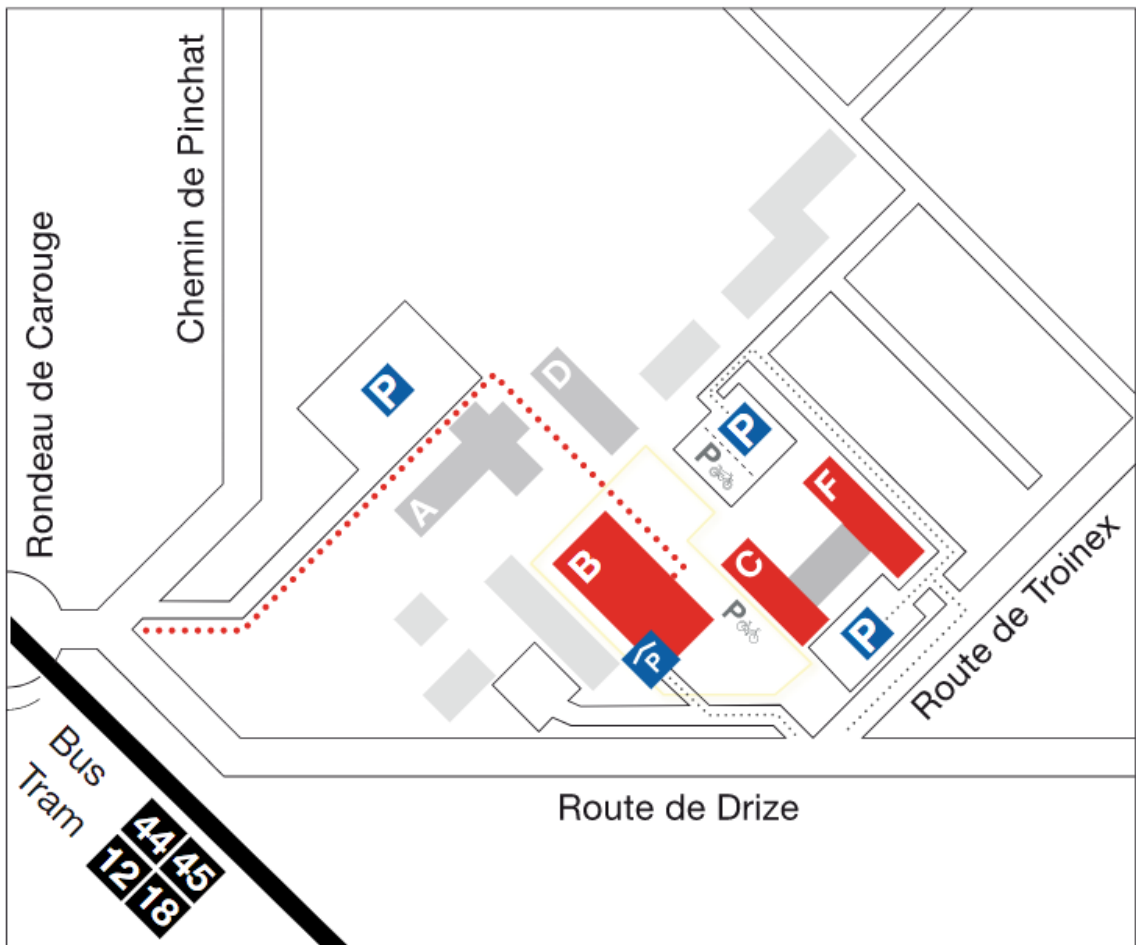 Chemin de Pinchat
Rondeau de Carouge
P
D
A
P
P
F
B
C
P
P
P
Route de Troinex
Bus
Tram
44 45
12 18
Route de Drize